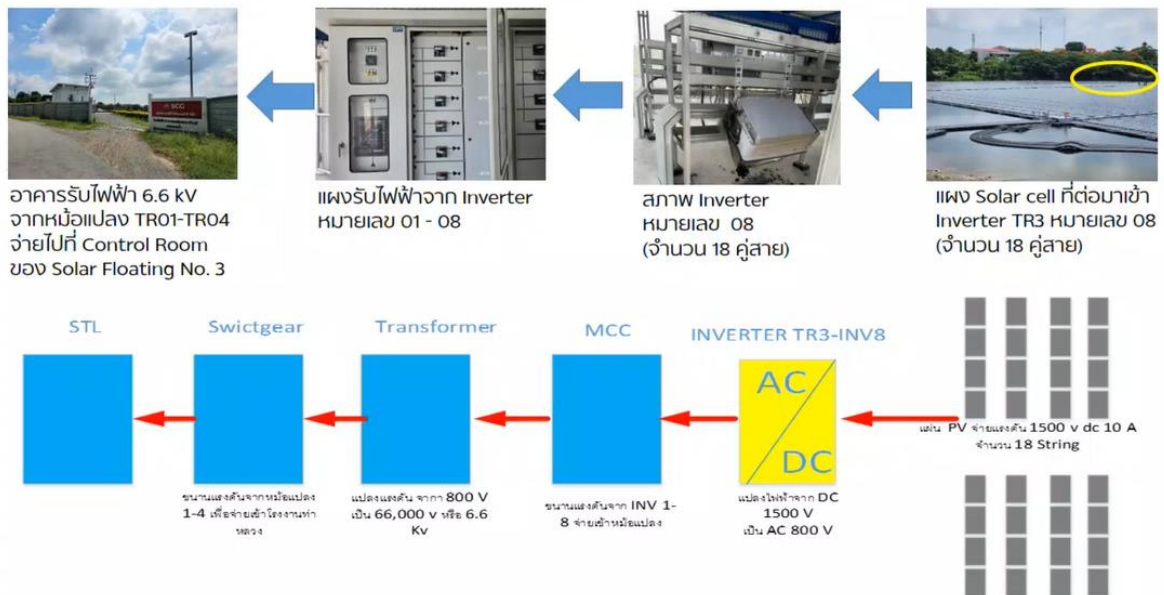 SCG
อาคารรับไฟฟ้า 6.6 kV
จากหม้อแปลง TR01-TR04
จ่ายไปที่ Control Room
ของ Solar Floating No. 3
แผงรับไฟฟ้าจาก Inverter
หมายเลข 01 - 08
สภาพ Inverter
หมายเลข 08
(จำนวน 18 คู่สาย)
แผง Solar cell ที่ต่อมาเข้า
Inverter TR3 หมายเลข 08
(จำนวน 18 คู่สาย)
STL
Swictgear
Transformer
MCC
INVERTER TR3-INV8
AC
DC
ขนานแรงดันจากหม้อแปลง
1-4 เพื่อจ่ายเข้าโรงงานท่า
หลวง
แปลงแรงดัน จากา 800 V
เป็น 66,000 v หรือ 6.6
Kv
ขนานแรงดันจาก INV 1-
8 จ่ายเข้าหม้อแปลง
แปลงไฟฟ้าจาก DC
1500 V
เป็น AC 800 V
แผ่น PV จ่ายแรงดัน 1500 v dc 10 A
จำนวน 18 String